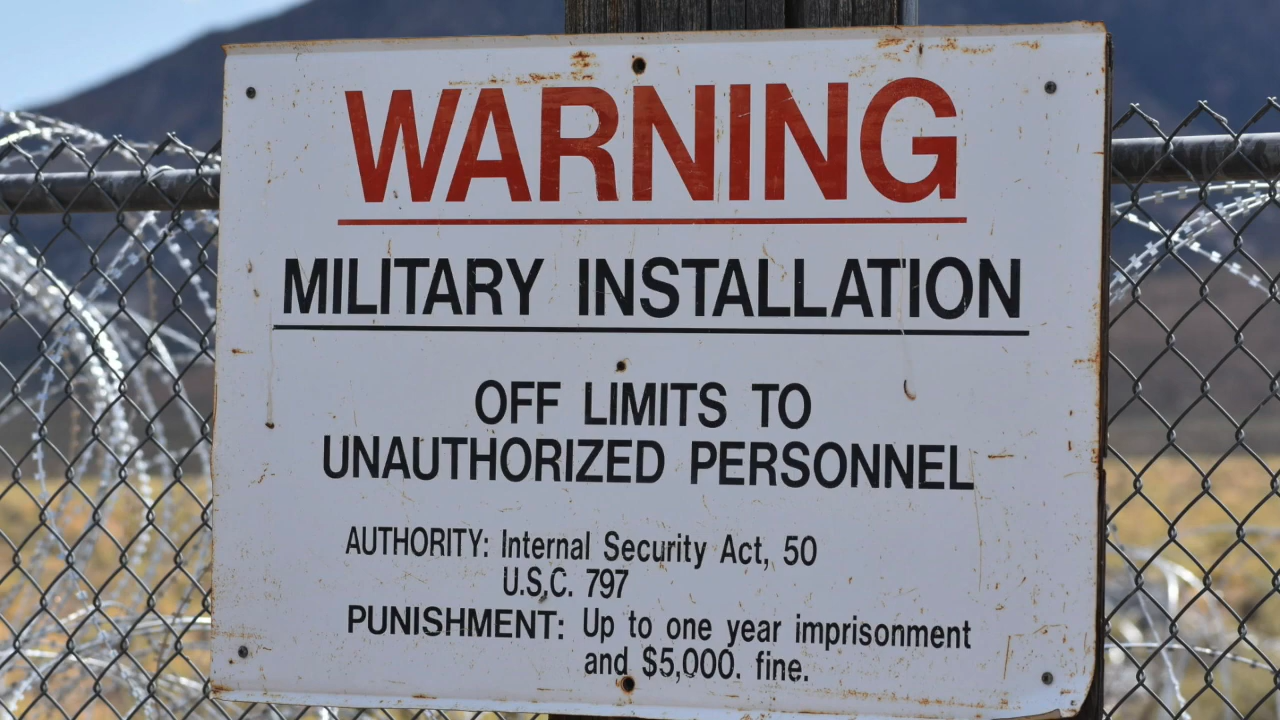 WARNING
MILITARY INSTALLATION
OFF LIMITS TO
UNAUTHORIZED PERSONNEL
AUTHORITY: Internal Security Act, 50
U.S.C. 797
PUNISHMENT: Up to one year imprisonment
and $5,000. fine.